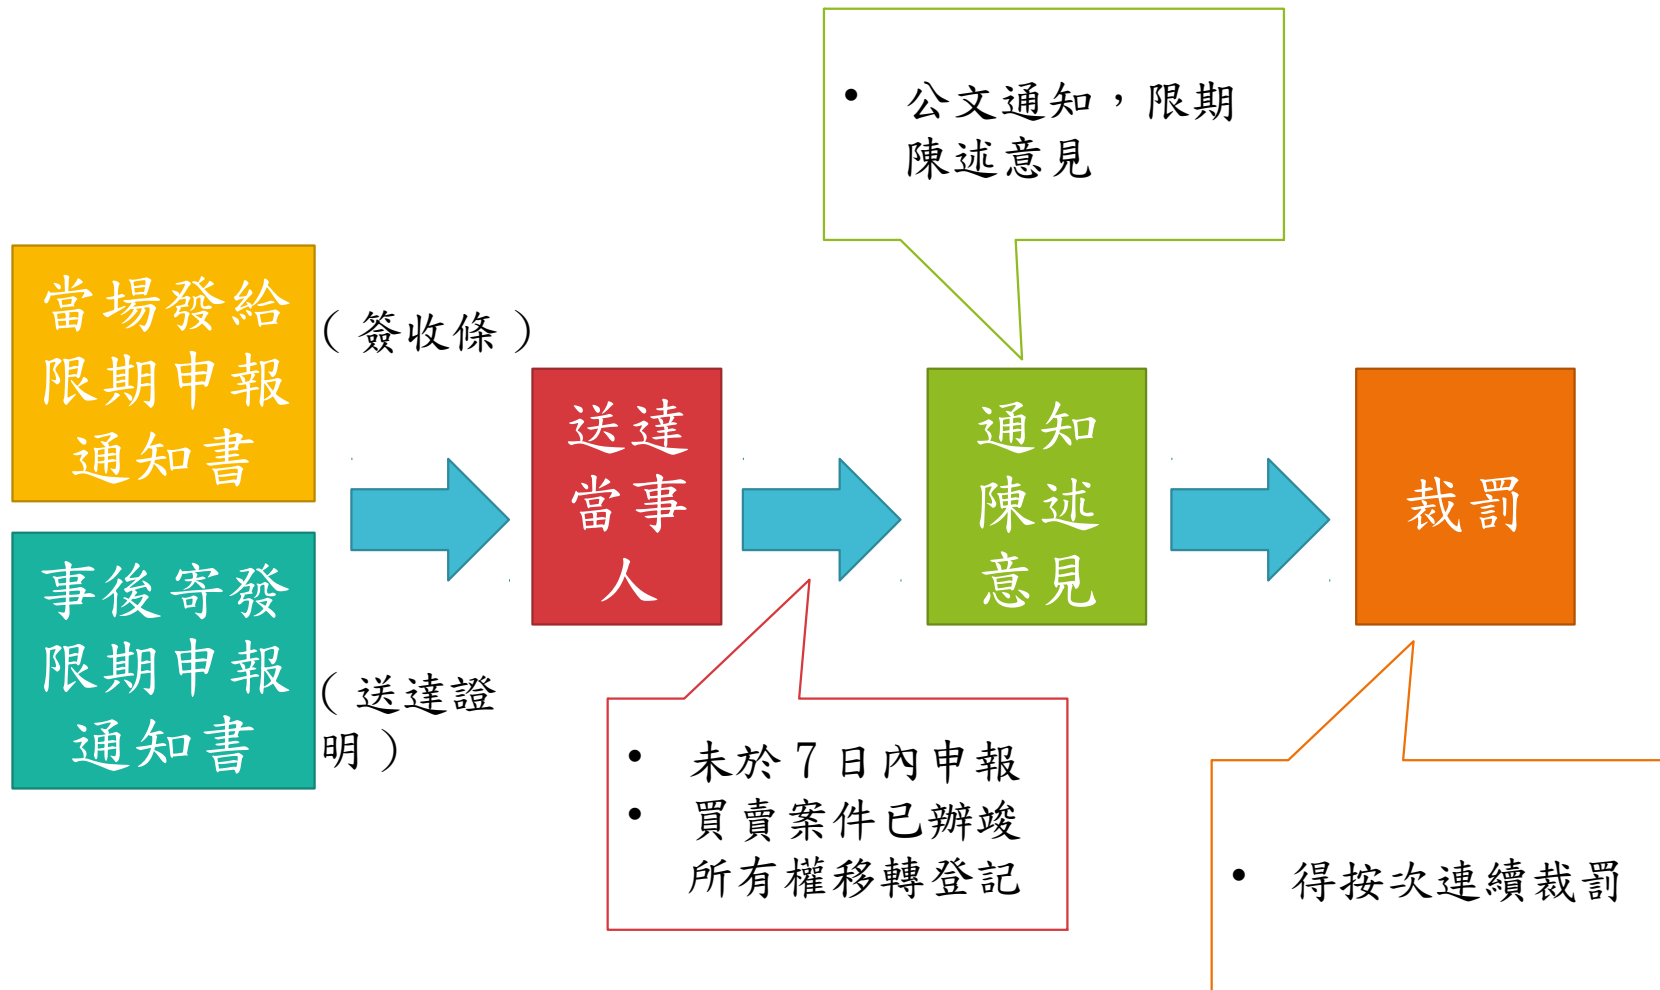 公文通知，限期
陳述意見
當場發給
限期申報
通知書
（簽收條）
事後寄發
限期申報
通知書
（送達證
明）
送達
當事
人
通知
陳述
意見
裁罰
未於7日內申報
買賣案件已辦竣
所有權移轉登記
得按次連續裁罰